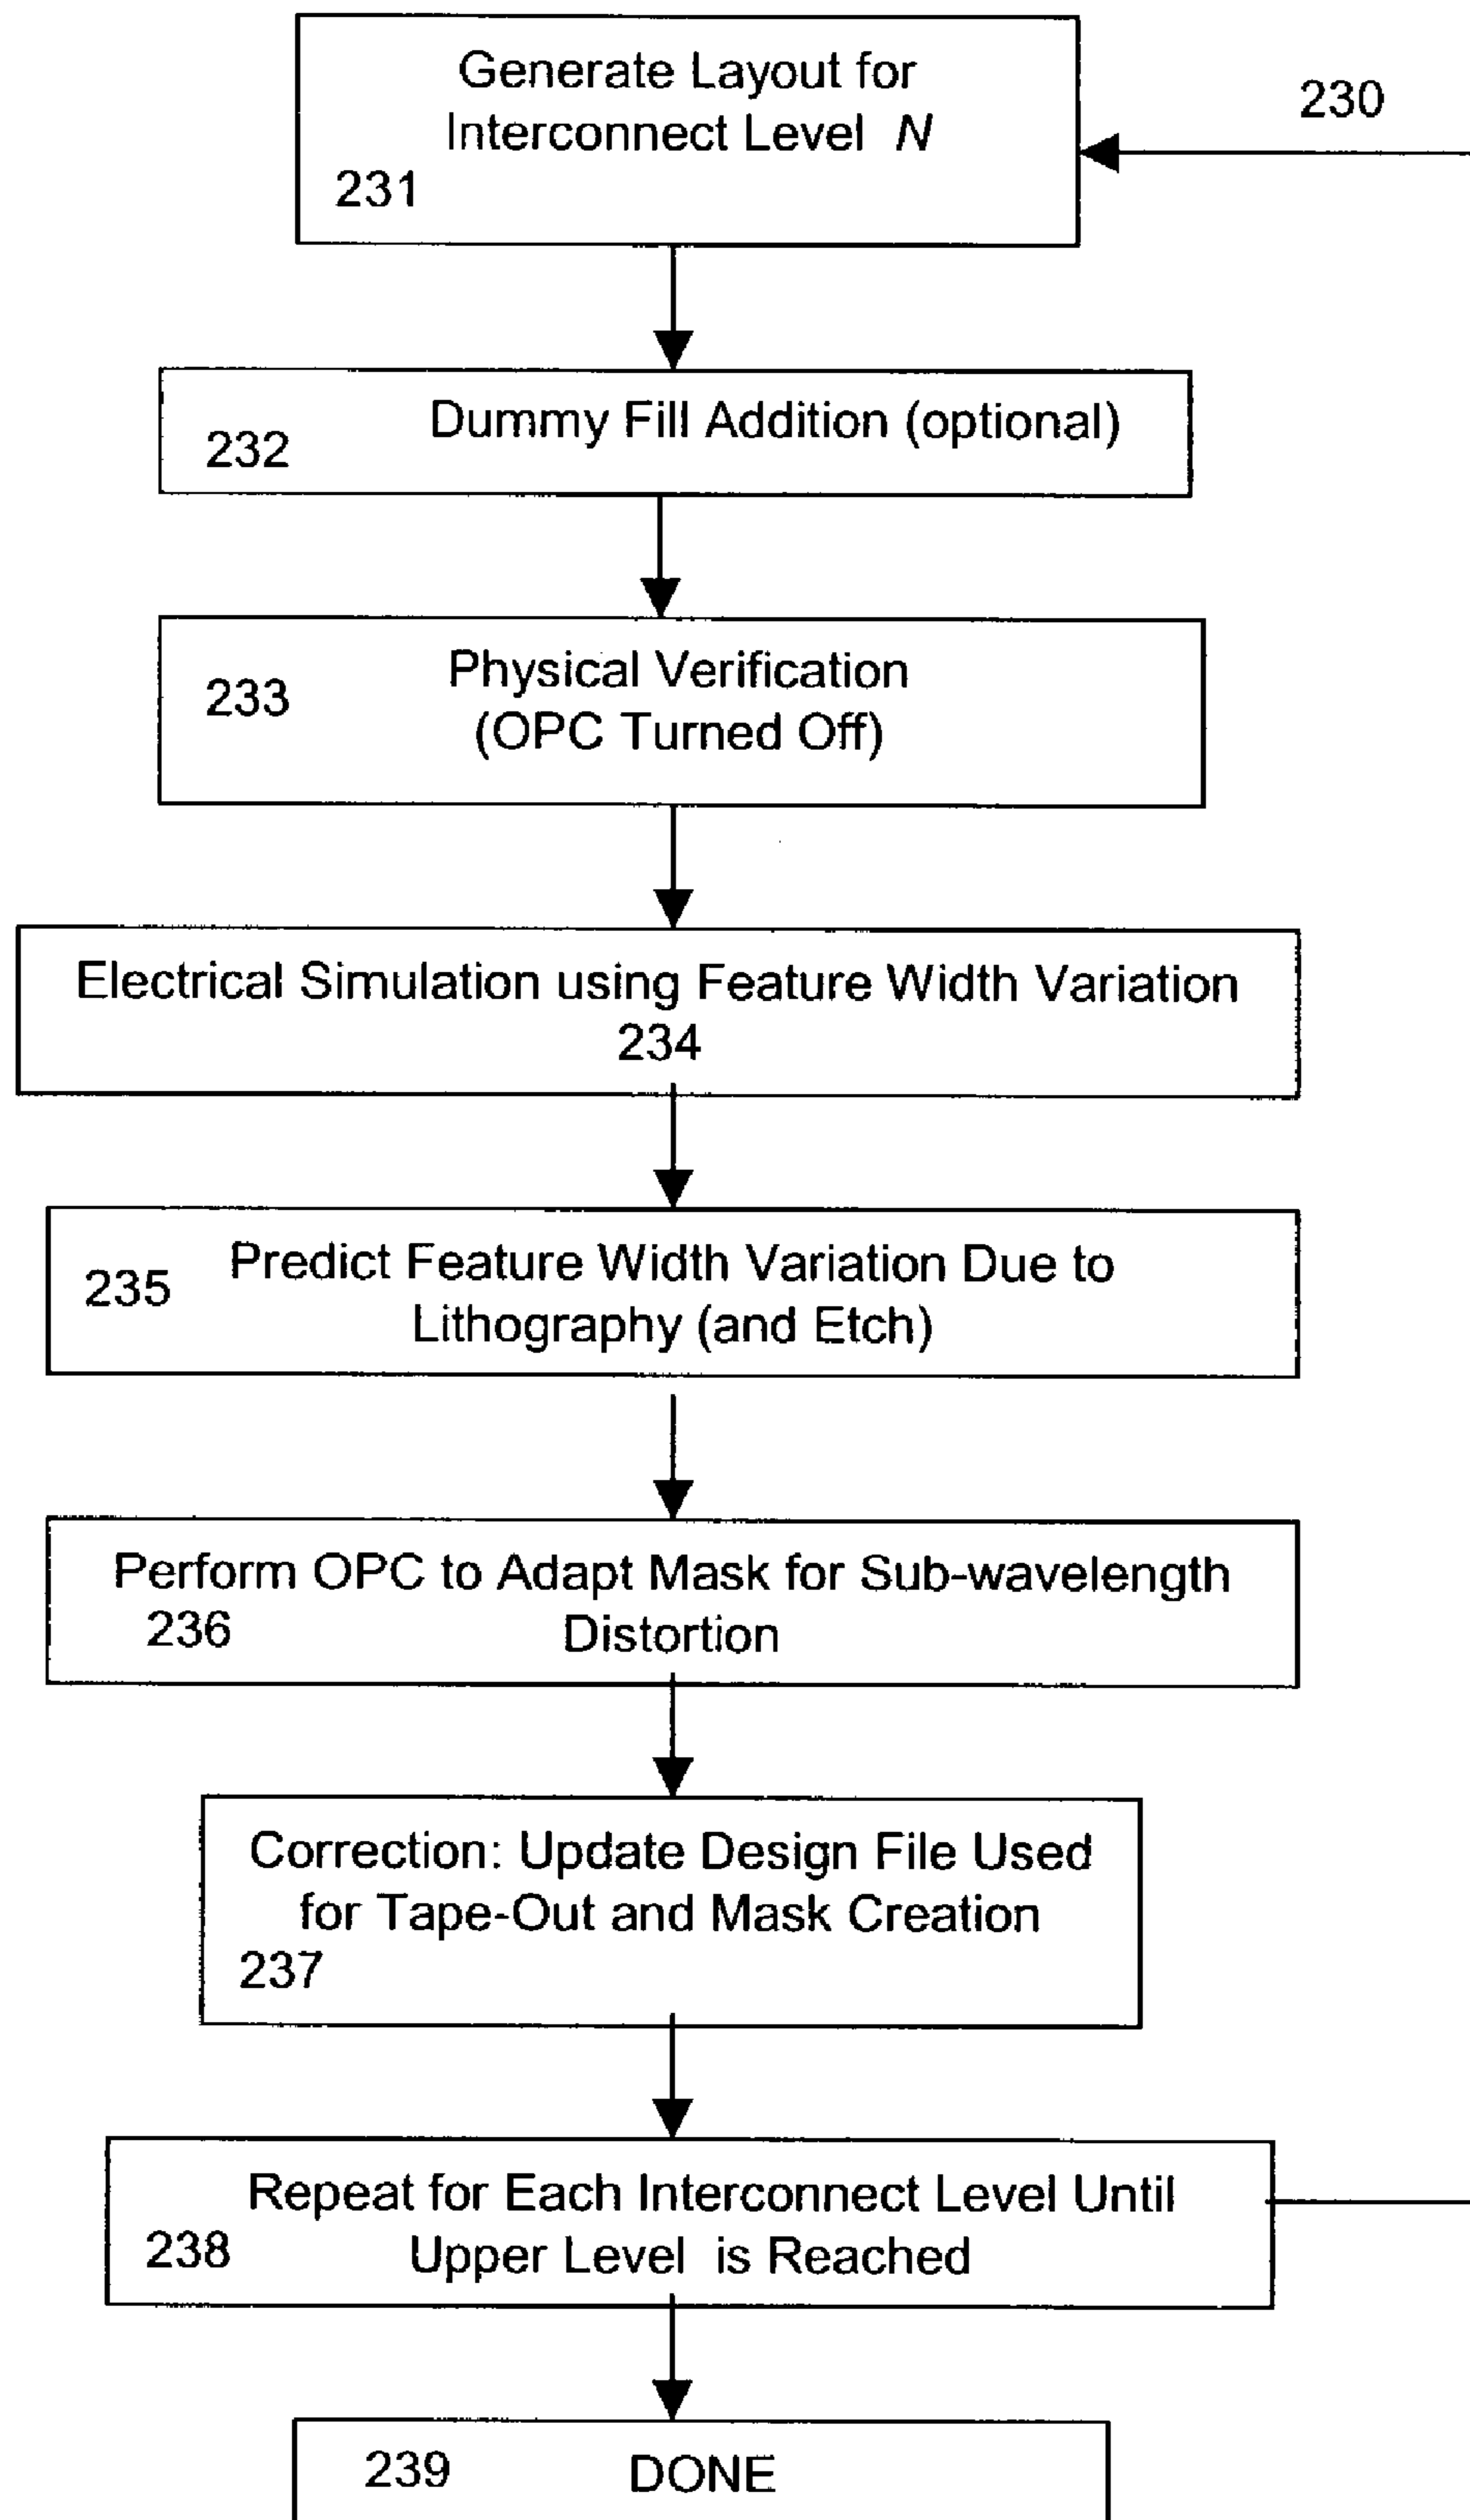 Generate Layout for
Interconnect Level N
231
230
Dummy Fill Addition (optional)
232
Physical Verification
233
(OPC Turned Off)
Electrical Simulation using Feature Width Variation
234
Predict Feature Width Variation Due to
235
Lithography (and Etch)
Perform OPC to Adapt Mask for Sub-wavelength
236 Distortion
Correction: Update Design File Used
for Tape-Out and Mask Creation
237
Repeat for Each Interconnect Level Until
238 Upper Level is Reached
239 DONE